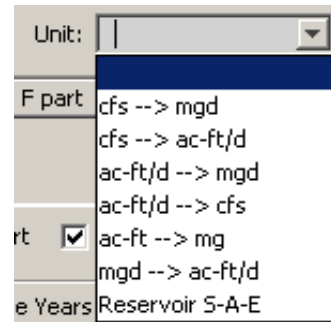 Unit:
F part
cfs --> mgd
cfs --> ac-ft/d
ac-ft/d --> mgd
ac-ft/d --> cfs
rt
ac-ft --> mg
mgd --> ac-ft/d
e Years
Reservoir S-A-E